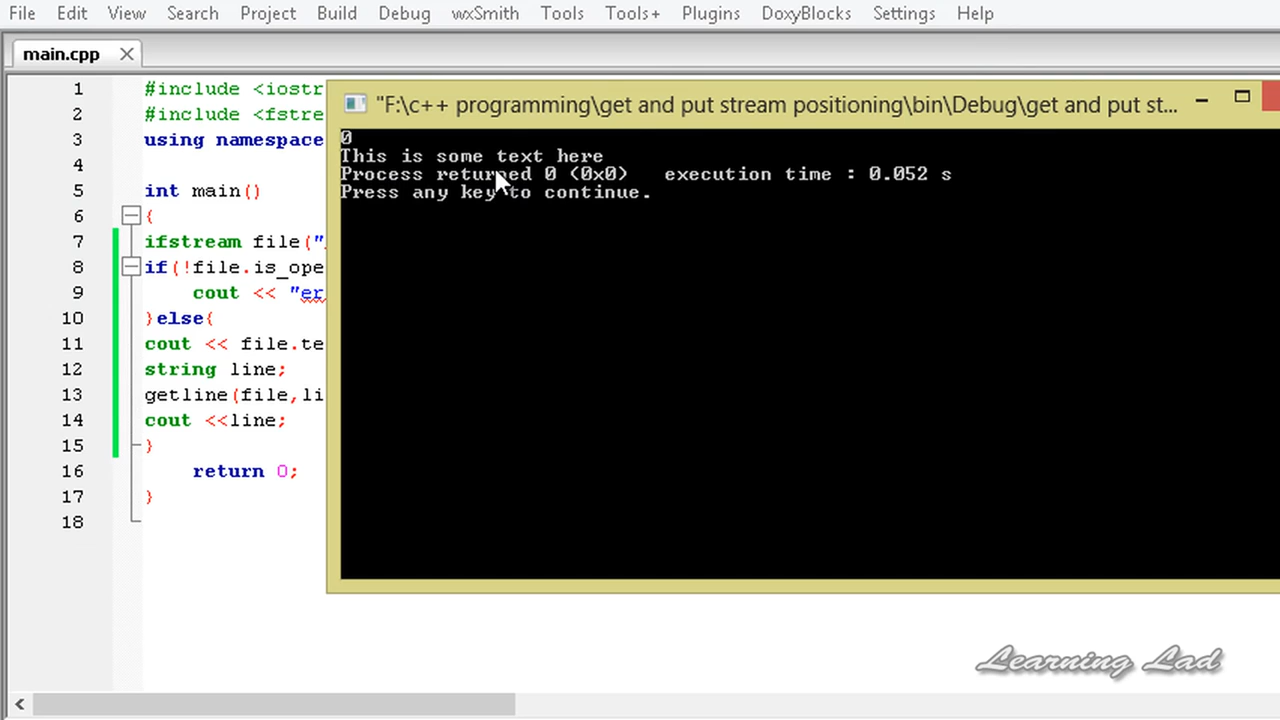 File Edit View Search Project Build Debug wxSmith Tools Tools+ Plugins DoxyBlocks Settings Help
main.cpp
"F:\c++ programming\get and put stream positioning\bin\Debug\get and put st...
0
This is some text here
Process returned 0 (0x0)   execution time : 0.052 s
Press any key to continue.
1 #include <iostr
2 #include <fstre
3 using namespace
4
5 int main()
6 {
7 ifstream file("
8 if(!file.is_ope
9 cout << "er
10 }else{
11 cout << file.te
12 string line;
13 getline(file,li
14 cout <<line;
15 }
16 return 0;
17 }
18
Learning Lad